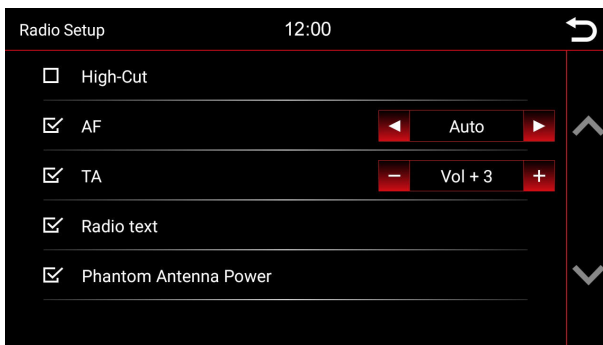 Radio Setup 12:00
High-Cut
AF Auto
TA − Vol + 3 +
Radio text
Phantom Antenna Power